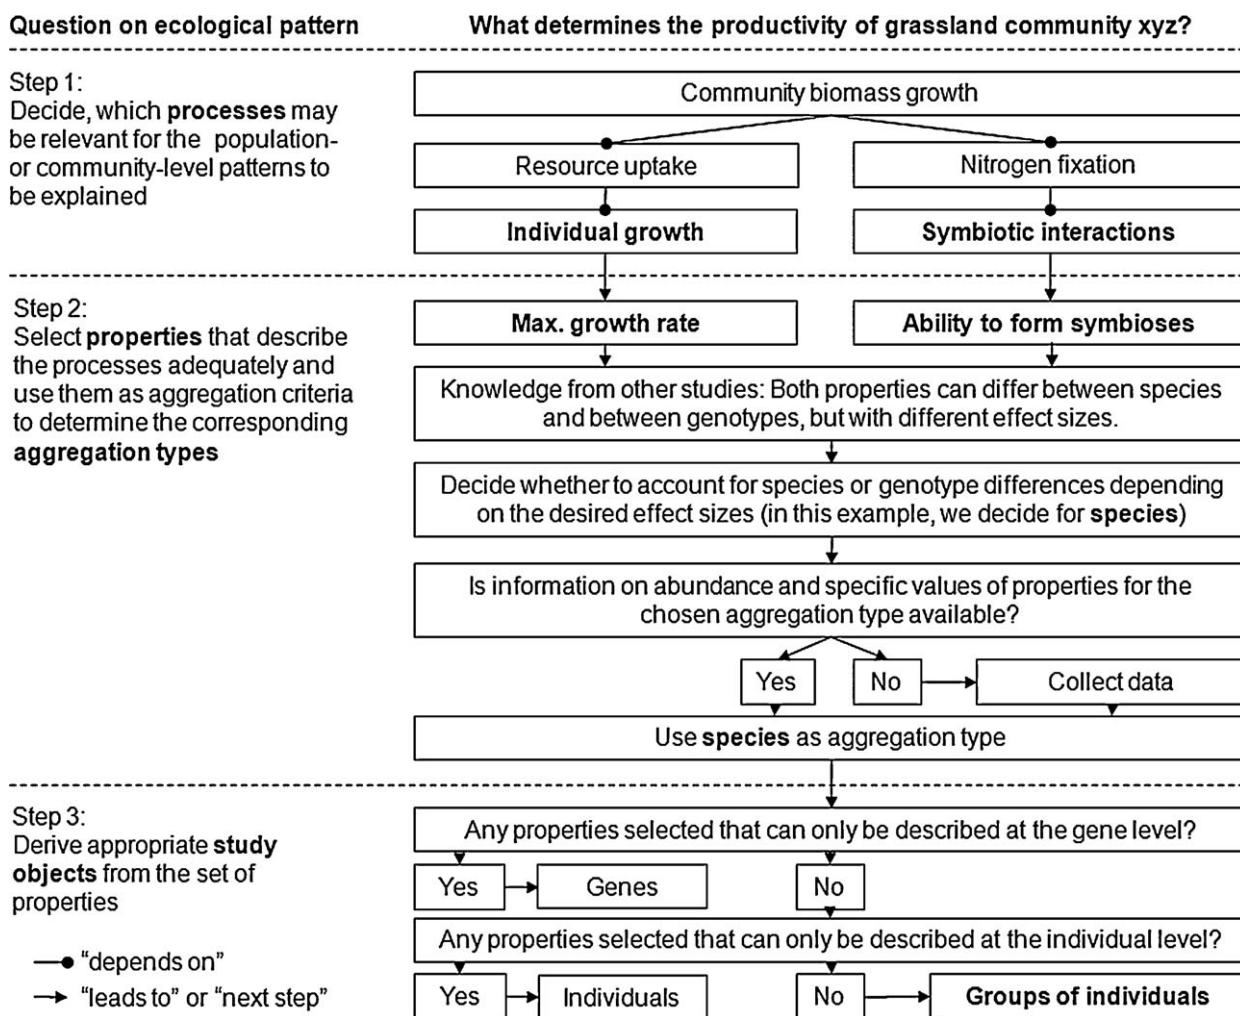 Question on ecological pattern
What determines the productivity of grassland community xyz?
Step 1:
Decide, which processes may
be relevant for the population-
or community-level patterns to
be explained
Community biomass growth
Resource uptake
Nitrogen fixation
Individual growth
Symbiotic interactions
Step 2:
Select properties that describe
the processes adequately and
use them as aggregation criteria
to determine the corresponding
aggregation types
Max. growth rate
Ability to form symbioses
Knowledge from other studies: Both properties can differ between species
and between genotypes, but with different effect sizes.
Decide whether to account for species or genotype differences depending
on the desired effect sizes (in this example, we decide for species)
Is information on abundance and specific values of properties for the
chosen aggregation type available?
Yes
No
Collect data
Use species as aggregation type
Step 3:
Derive appropriate study
objects from the set of
properties
Any properties selected that can only be described at the gene level?
Yes
Genes
No
Any properties selected that can only be described at the individual level?
Yes
Individuals
No
Groups of individuals
"depends on"
"leads to" or "next step"